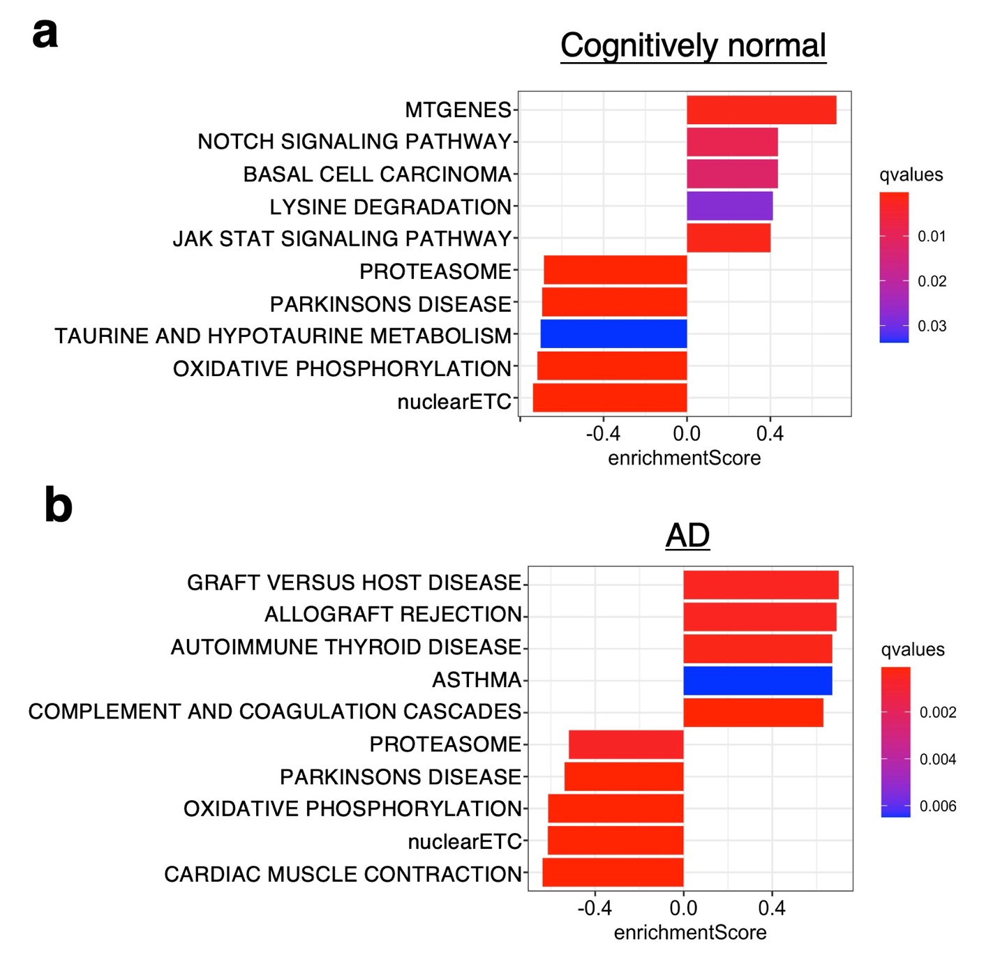 a
Cognitively normal
MTGENES
NOTCH SIGNALING PATHWAY
BASAL CELL CARCINOMA
LYSINE DEGRADATION
JAK STAT SIGNALING PATHWAY
PROTEASOME
PARKINSONS DISEASE
TAURINE AND HYPOTAURINE METABOLISM
OXIDATIVE PHOSPHORYLATION
nuclearETC
-0.4 0.0 0.4
enrichmentScore
qvalues
0.01
0.02
0.03
b
AD
GRAFT VERSUS HOST DISEASE
ALLOGRAFT REJECTION
AUTOIMMUNE THYROID DISEASE
ASTHMA
COMPLEMENT AND COAGULATION CASCADES
PROTEASOME
PARKINSONS DISEASE
OXIDATIVE PHOSPHORYLATION
nuclearETC
CARDIAC MUSCLE CONTRACTION
-0.4 0.0 0.4
enrichmentScore
qvalues
0.002
0.004
0.006